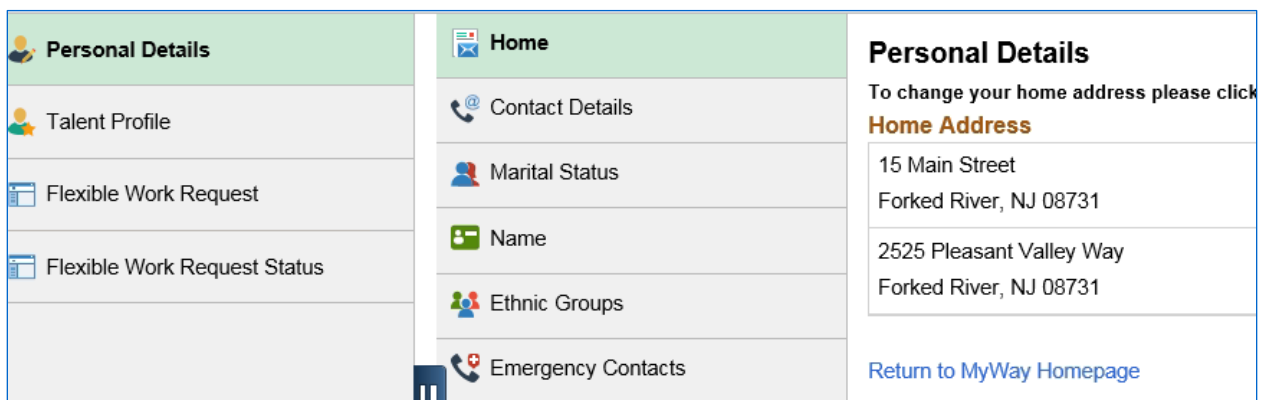 Personal Details
Talent Profile
Flexible Work Request
Flexible Work Request Status
Home
Contact Details
Marital Status
Name
Ethnic Groups
Emergency Contacts
Personal Details
To change your home address please click
Home Address
15 Main Street
Forked River, NJ 08731
2525 Pleasant Valley Way
Forked River, NJ 08731
Return to MyWay Homepage